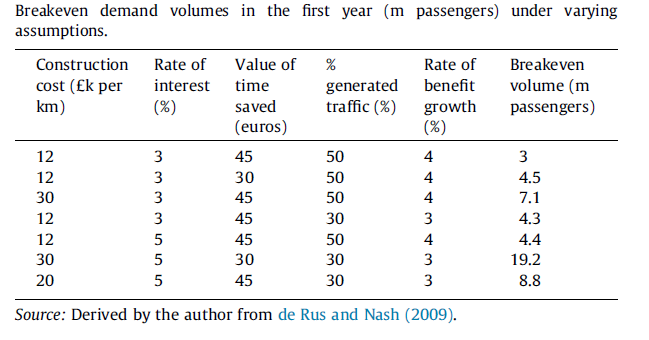 Breakeven demand volumes in the first year (m passengers) under varying
assumptions.
Construction Rate of Value of % Rate of Breakeven
cost (£k per interest time generated benefit volume (m
km) (%) saved traffic (%) growth passengers)
(euros) (%)
12 3 45 50 4 3
12 3 30 50 4 4.5
30 3 45 50 4 7.1
12 3 45 30 3 4.3
12 5 45 50 4 4.4
30 5 30 30 3 19.2
20 5 45 30 3 8.8
Source: Derived by the author from de Rus and Nash (2009).